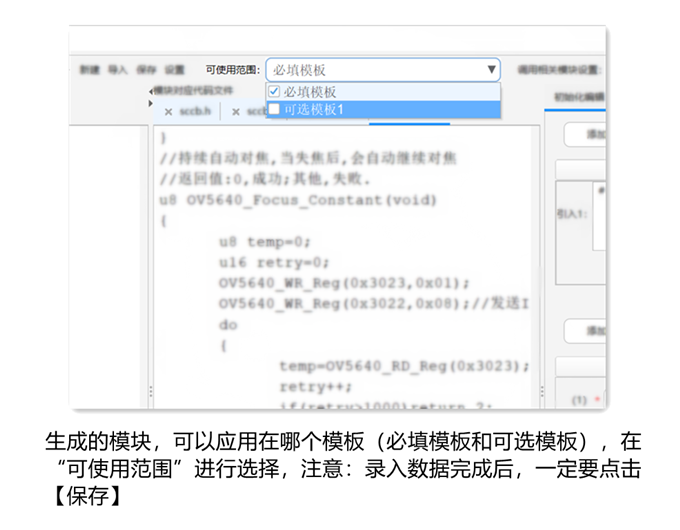 新建 导入 保存 设置 可使用范围： 必填模板 调用相关模块设置:
模块对应代码文件
必填模板
可选模板1
初始化编辑
× sccb.h × sccb
添加
}
//持续自动对焦,当失焦后,会自动继续对焦
//返回值:0,成功;其他,失败.
u8 OV5640_Focus_Constant(void)
{
引入1: #
u8 temp=0;
u16 retry=0;
OV5640_WR_Reg(0x3023,0x01);
OV5640_WR_Reg(0x3022,0x08);//发送I
do
{
添加
temp=OV5640_RD_Reg(0x3023);
retry++;
if(retry>1000)return 2;
(1) *
生成的模块，可以应用在哪个模板（必填模板和可选模板），在
“可使用范围”进行选择，注意：录入数据完成后，一定要点击
【保存】